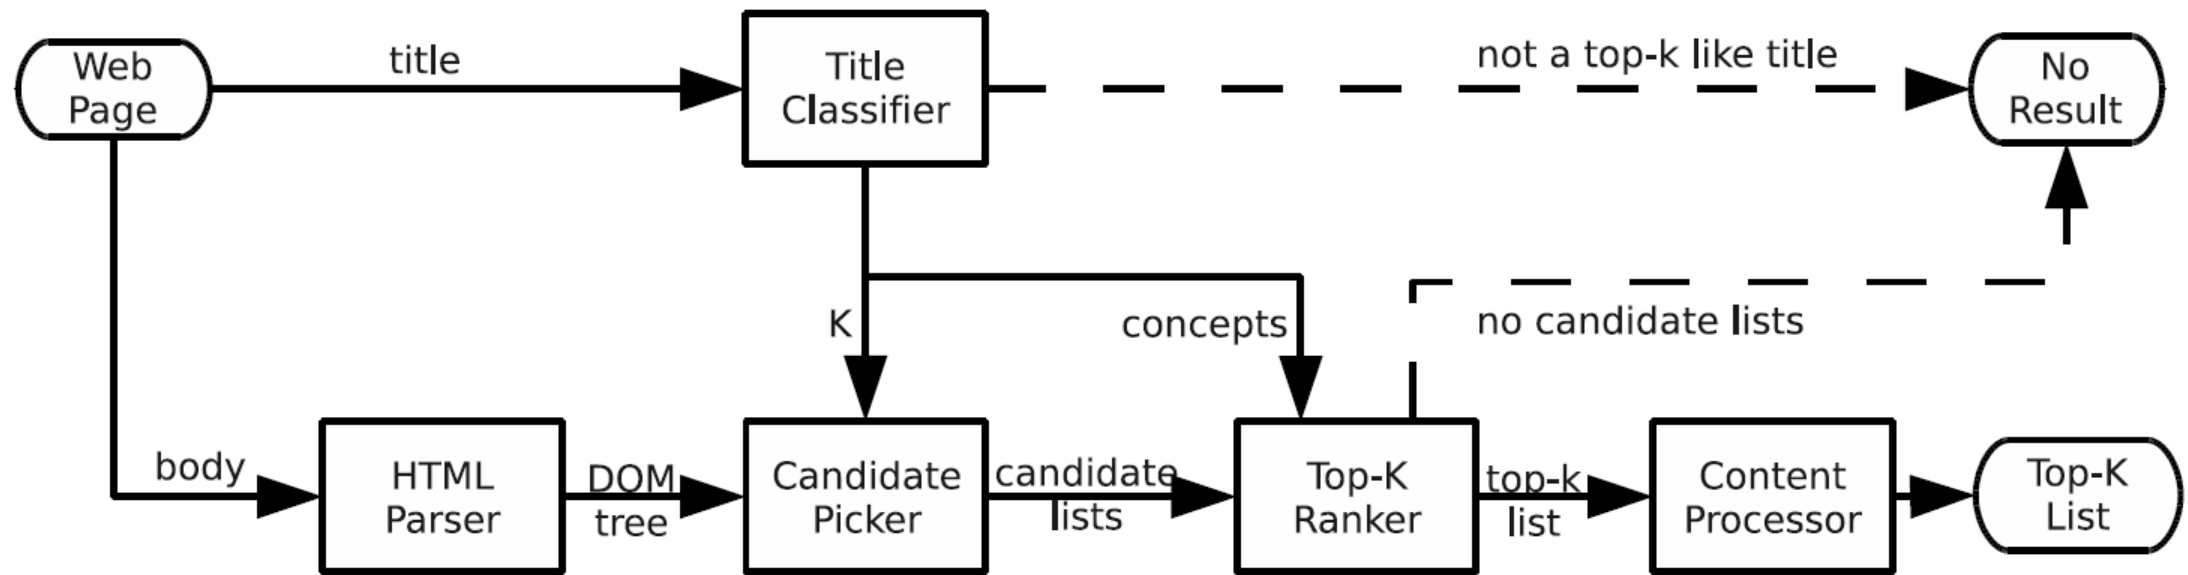 Web
Page
title
Title
Classifier
not a top-k like title
No
Result
K
concepts
no candidate lists
body
HTML
Parser
DOM
tree
Candidate
Picker
candidate
lists
Top-K
Ranker
top-k
list
Content
Processor
Top-K
List